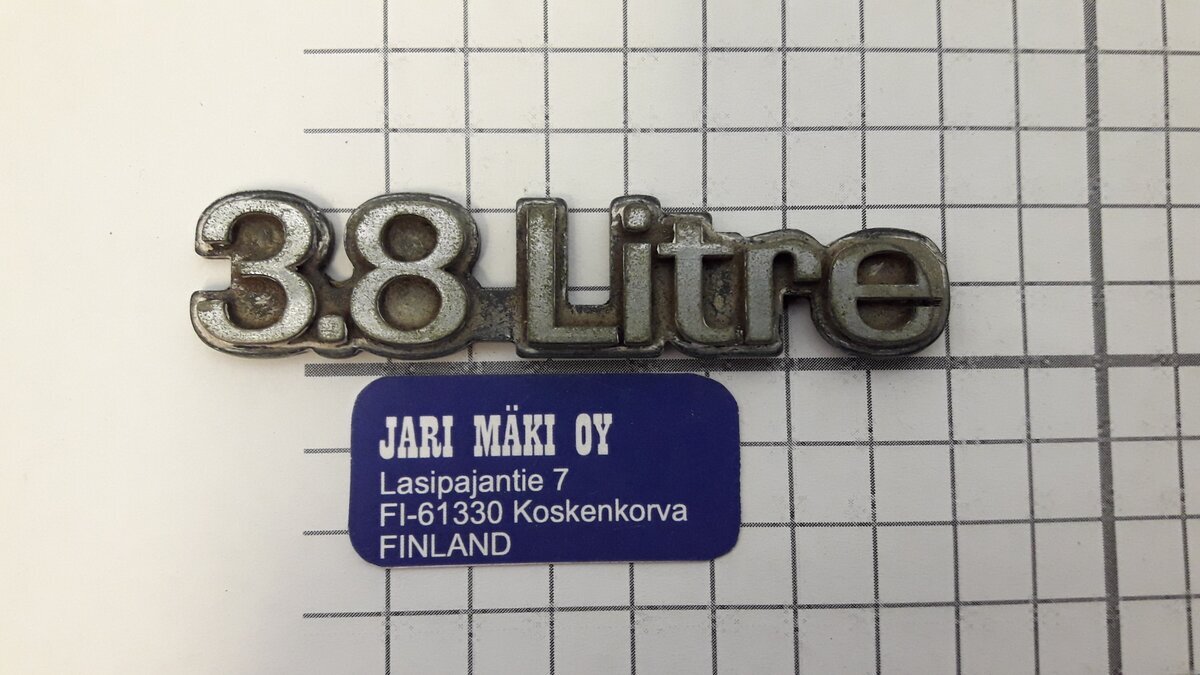 3.8 Litre
JARI MÄKI OY
Lasipajantie 7
FI-61330 Koskenkorva
FINLAND